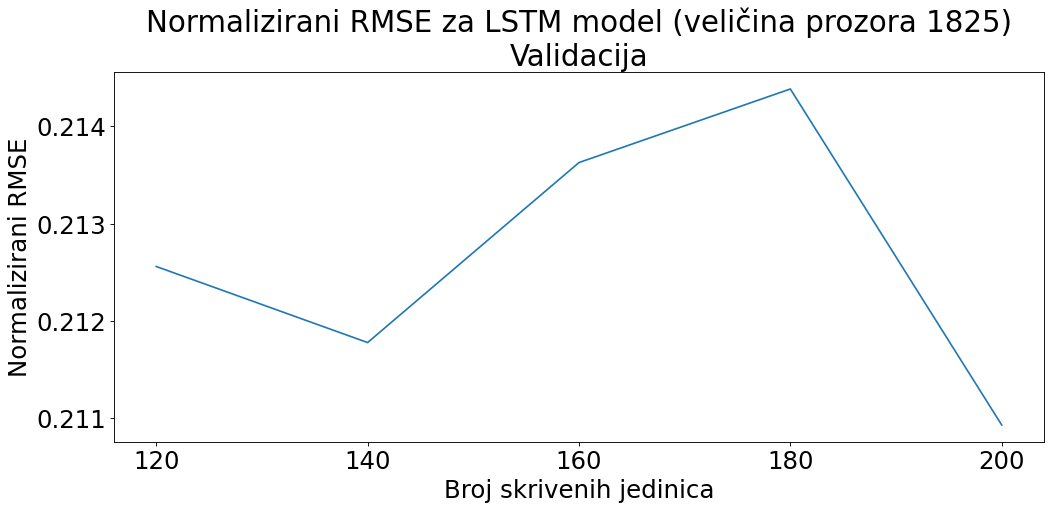 Normalizirani RMSE za LSTM model (veličina prozora 1825)
Validacija
Normalizirani RMSE
0.214
0.213
0.212
0.211
120 140 160 180 200
Broj skrivenih jedinica